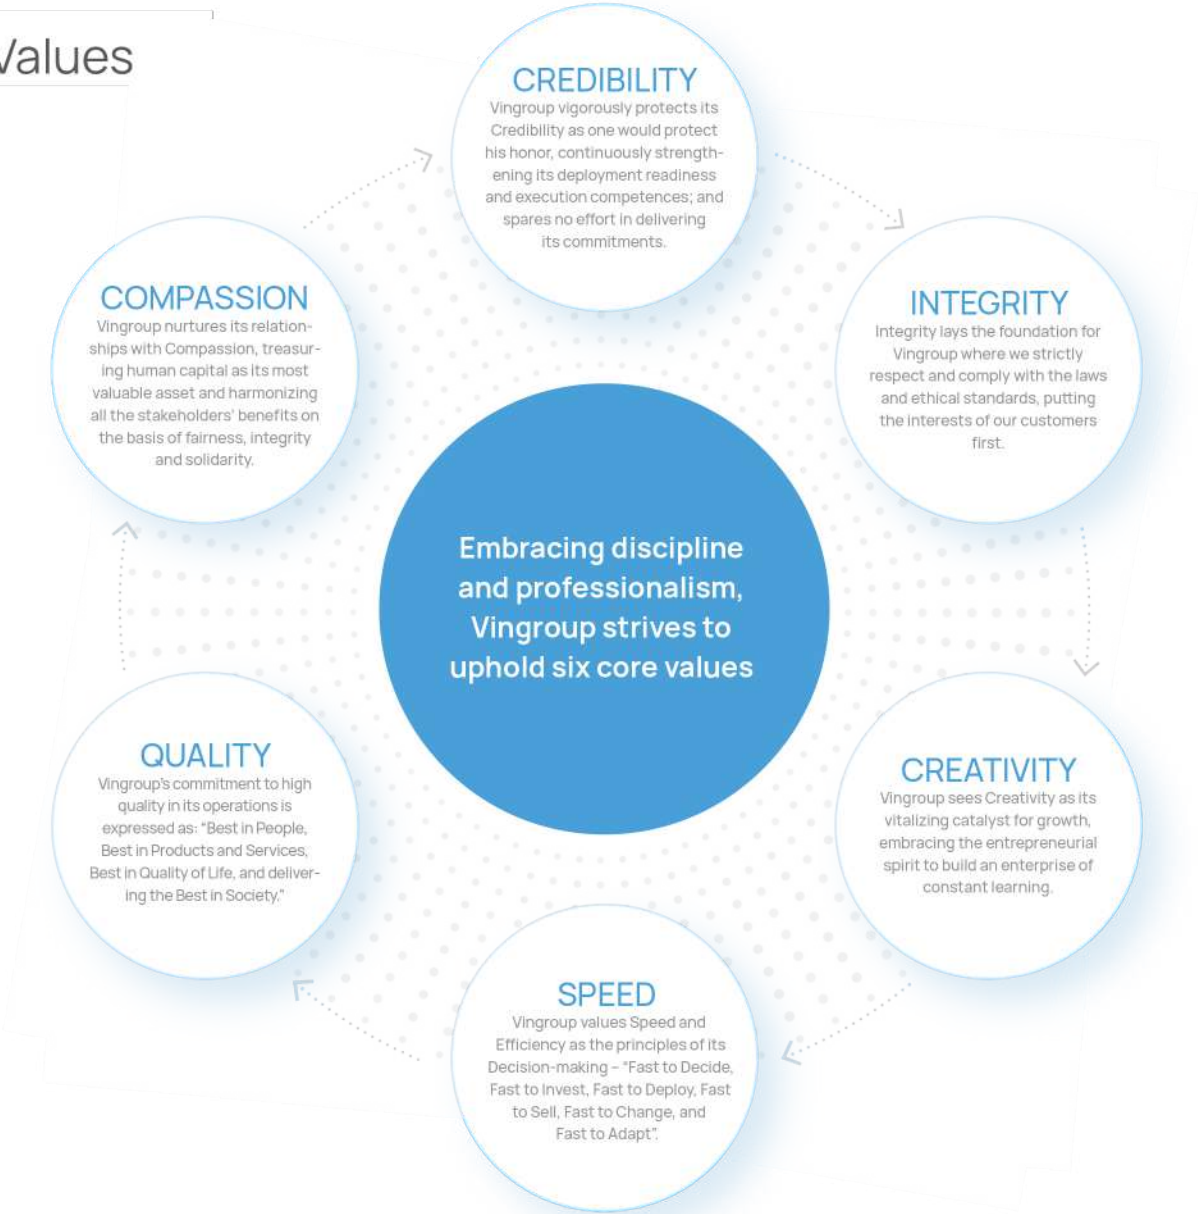 Values
CREDIBILITY
Vingroup vigorously protects its
Credibility as one would protect
his honor, continuously strength-
ening its deployment readiness
and execution competences; and
spares no effort in delivering
its commitments.
INTEGRITY
Integrity lays the foundation for
Vingroup where we strictly
respect and comply with the laws
and ethical standards, putting
the interests of our customers
first.
CREATIVITY
Vingroup sees Creativity as its
vitalizing catalyst for growth,
embracing the entrepreneurial
spirit to build an enterprise of
constant learning.
SPEED
Vingroup values Speed and
Efficiency as the principles of its
Decision-making – “Fast to Decide,
Fast to Invest, Fast to Deploy, Fast
to Sell, Fast to Change, and
Fast to Adapt”.
QUALITY
Vingroup’s commitment to high
quality in its operations is
expressed as: “Best in People,
Best in Products and Services,
Best in Quality of Life, and deliver-
ing the Best in Society.”
COMPASSION
Vingroup nurtures its relation-
ships with Compassion, treasur-
ing human capital as its most
valuable asset and harmonizing
all the stakeholders’ benefits on
the basis of fairness, integrity
and solidarity.
Embracing discipline
and professionalism,
Vingroup strives to
uphold six core values